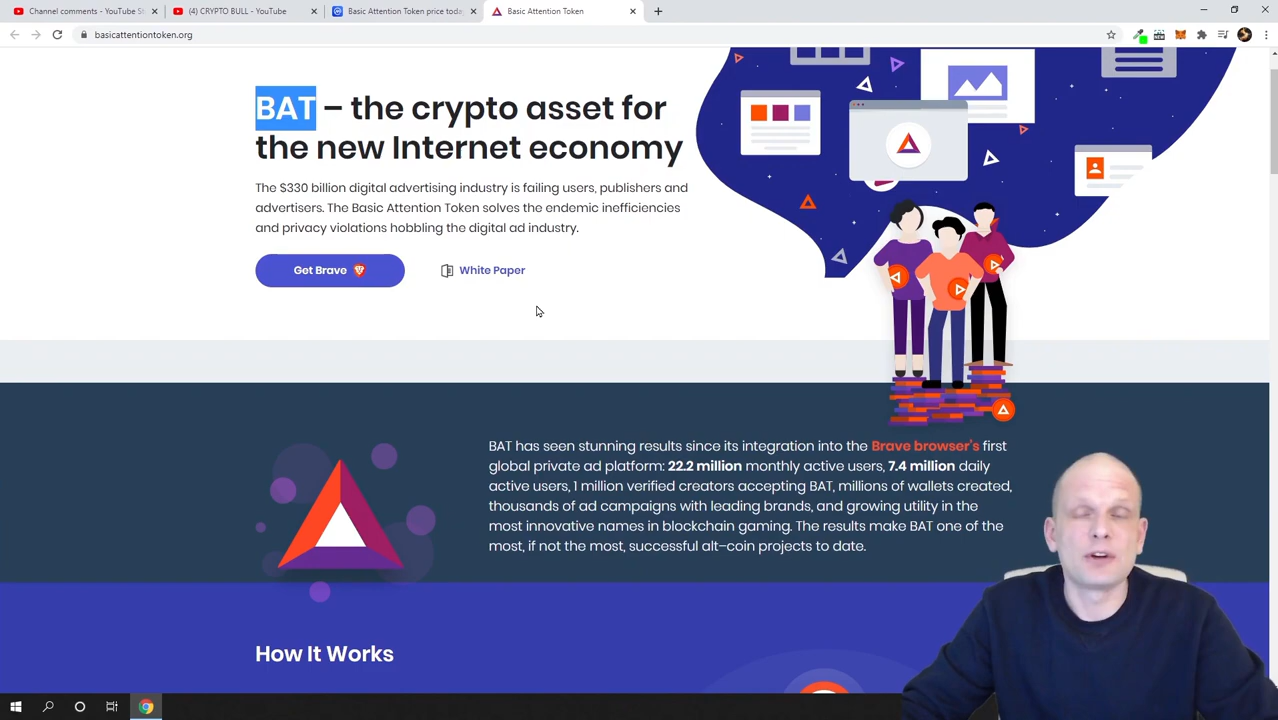 Channel comments - YouTube St
(4) CRYPTO BULL - YouTube
Basic Attention Token price today,
Basic Attention Token
basicattentiontoken.org
BAT – the crypto asset for
the new Internet economy
The $330 billion digital advertising industry is failing users, publishers and
advertisers. The Basic Attention Token solves the endemic inefficiencies
and privacy violations hobbling the digital ad industry.
Get Brave
White Paper
BAT has seen stunning results since its integration into the Brave browser's first
global private ad platform: 22.2 million monthly active users, 7.4 million daily
active users, 1 million verified creators accepting BAT, millions of wallets created,
thousands of ad campaigns with leading brands, and growing utility in the
most innovative names in blockchain gaming. The results make BAT one of the
most, if not the most, successful alt–coin projects to date.
How It Works